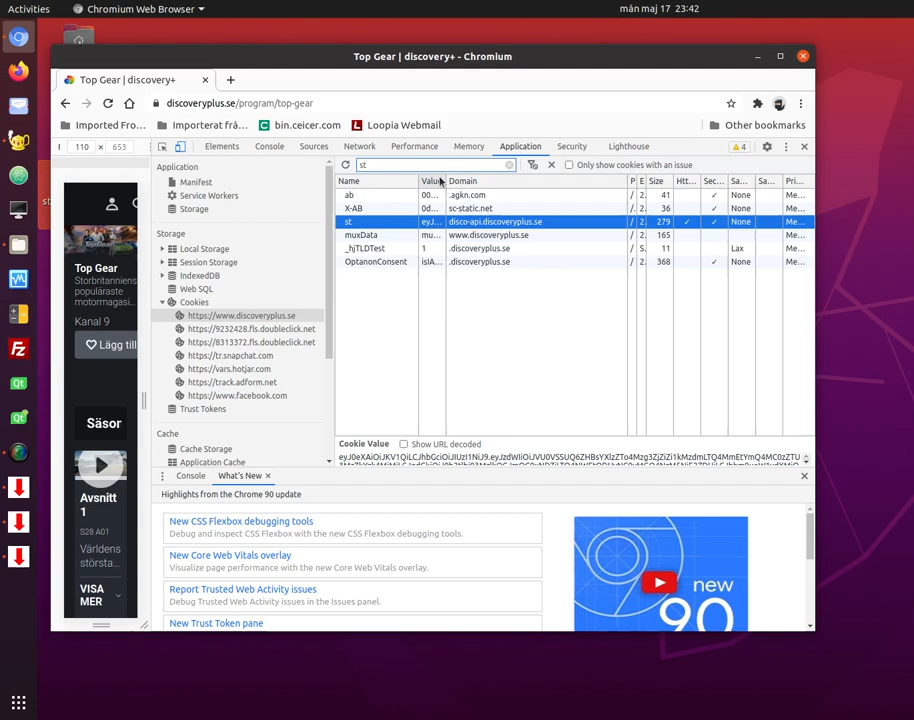 Activities Chromium Web Browser mån maj 17 23:42
Top Gear | discovery+ - Chromium
Top Gear | discovery+
discoveryplus.se/program/top-gear
Imported Fro... Importerat frå... bin.ceicer.com Loopia Webmail Other bookmarks
110 × 653 Elements Console Sources Network Performance Memory Application Security Lighthouse 4
Application
Manifest
Service Workers
Storage
Storage
Local Storage
Session Storage
IndexedDB
Web SQL
Cookies
https://www.discoveryplus.se
https://9232428.fls.doubleclick.net
https://8313372.fls.doubleclick.net
https://tr.snapchat.com
https://vars.hotjar.com
https://track.adform.net
https://www.facebook.com
Trust Tokens
Cache
Cache Storage
Application Cache
st Only show cookies with an issue
Name Value Domain P E Size Htt... Sec... Sa... Sa... Pri...
ab 00... .agkn.com 2. 41 ✓ None Me...
X-AB 0d... sc-static.net / 2. 36 ✓ None Me...
st eyJ... disco-api.discoveryplus.se / 2. 279 ✓ ✓ None Me...
muxData mu... www.discoveryplus.se / 2. 165 Me...
_hjTLDTest 1 .discoveryplus.se / S 11 Lax Me...
OptanonConsent isIA... .discoveryplus.se / 2. 368 ✓ None Me...
Cookie Value Show URL decoded
Top Gear
Storbritanniens
populäraste
motormagasi...
Kanal 9
Lägg till
Säsor
Avsnitt
1
S28 A01
Världens
största...
VISA
MER
Console What's New ×
Highlights from the Chrome 90 update
New CSS Flexbox debugging tools
Debug and inspect CSS Flexbox with the new CSS Flexbox debugging tools.
New Core Web Vitals overlay
Visualize page performance with the new Core Web Vitals overlay.
Report Trusted Web Activity issues
Debug Trusted Web Activity issues in the Issues panel.
New Trust Token pane
new
90